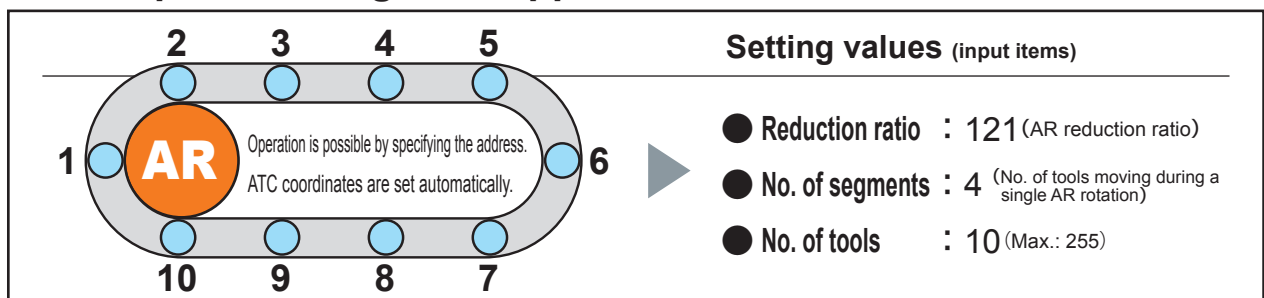 2 3 4 5
Setting values (input items)
1
AR
Operation is possible by specifying the address.
ATC coordinates are set automatically.
6
10 9 8 7
● Reduction ratio : 121 (AR reduction ratio)
● No. of segments : 4 (No. of tools moving during a
single AR rotation)
● No. of tools : 10 (Max.: 255)